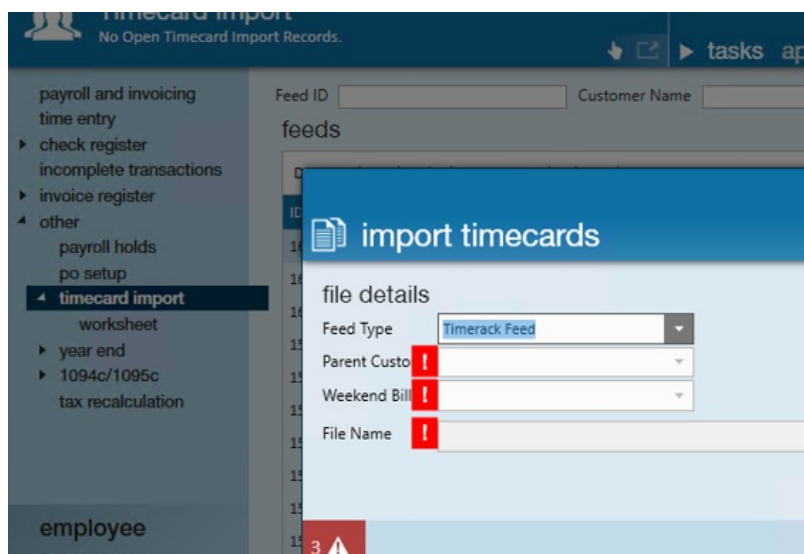 Timecard Import
No Open Timecard Import Records.
tasks
payroll and invoicing
time entry
check register
incomplete transactions
invoice register
other
payroll holds
po setup
timecard import
worksheet
year end
1094c/1095c
tax recalculation
employee
Feed ID
Customer Name
feeds
ID
import timecards
file details
Feed Type
Timerack Feed
Parent Custo
Weekend Bill
File Name
3